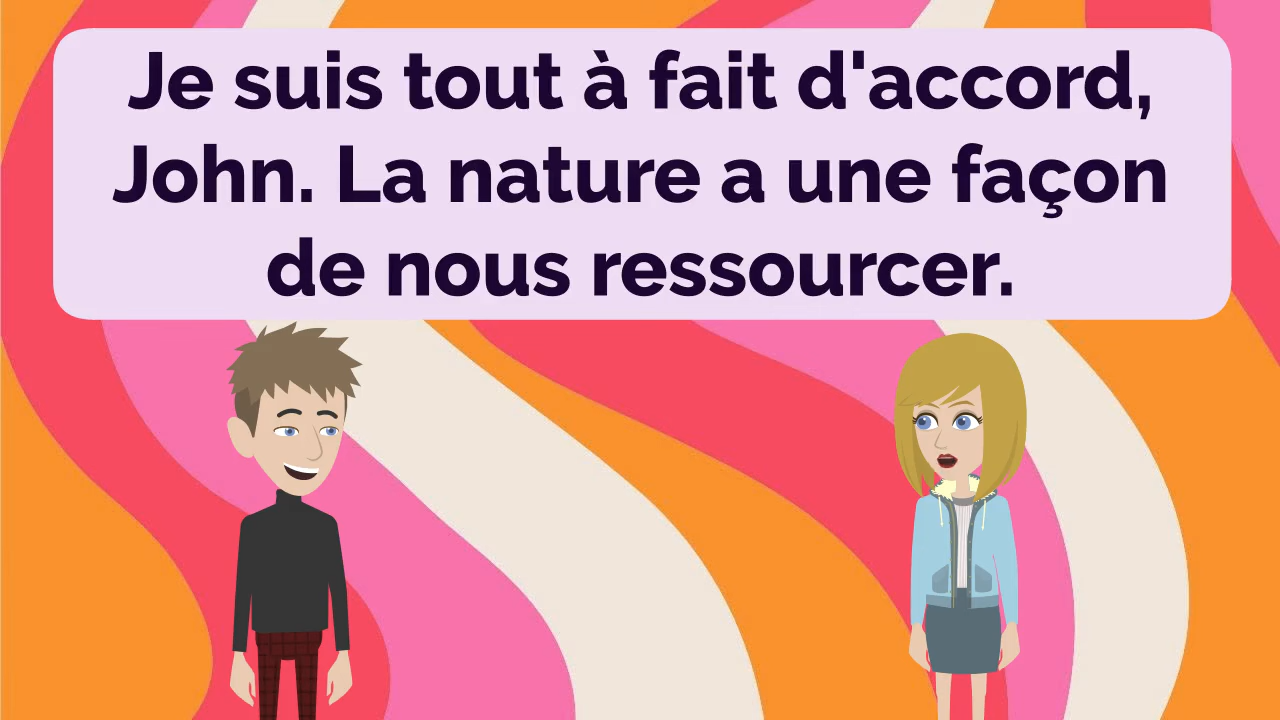 Je suis tout à fait d'accord,
John. La nature a une façon
de nous ressourcer.